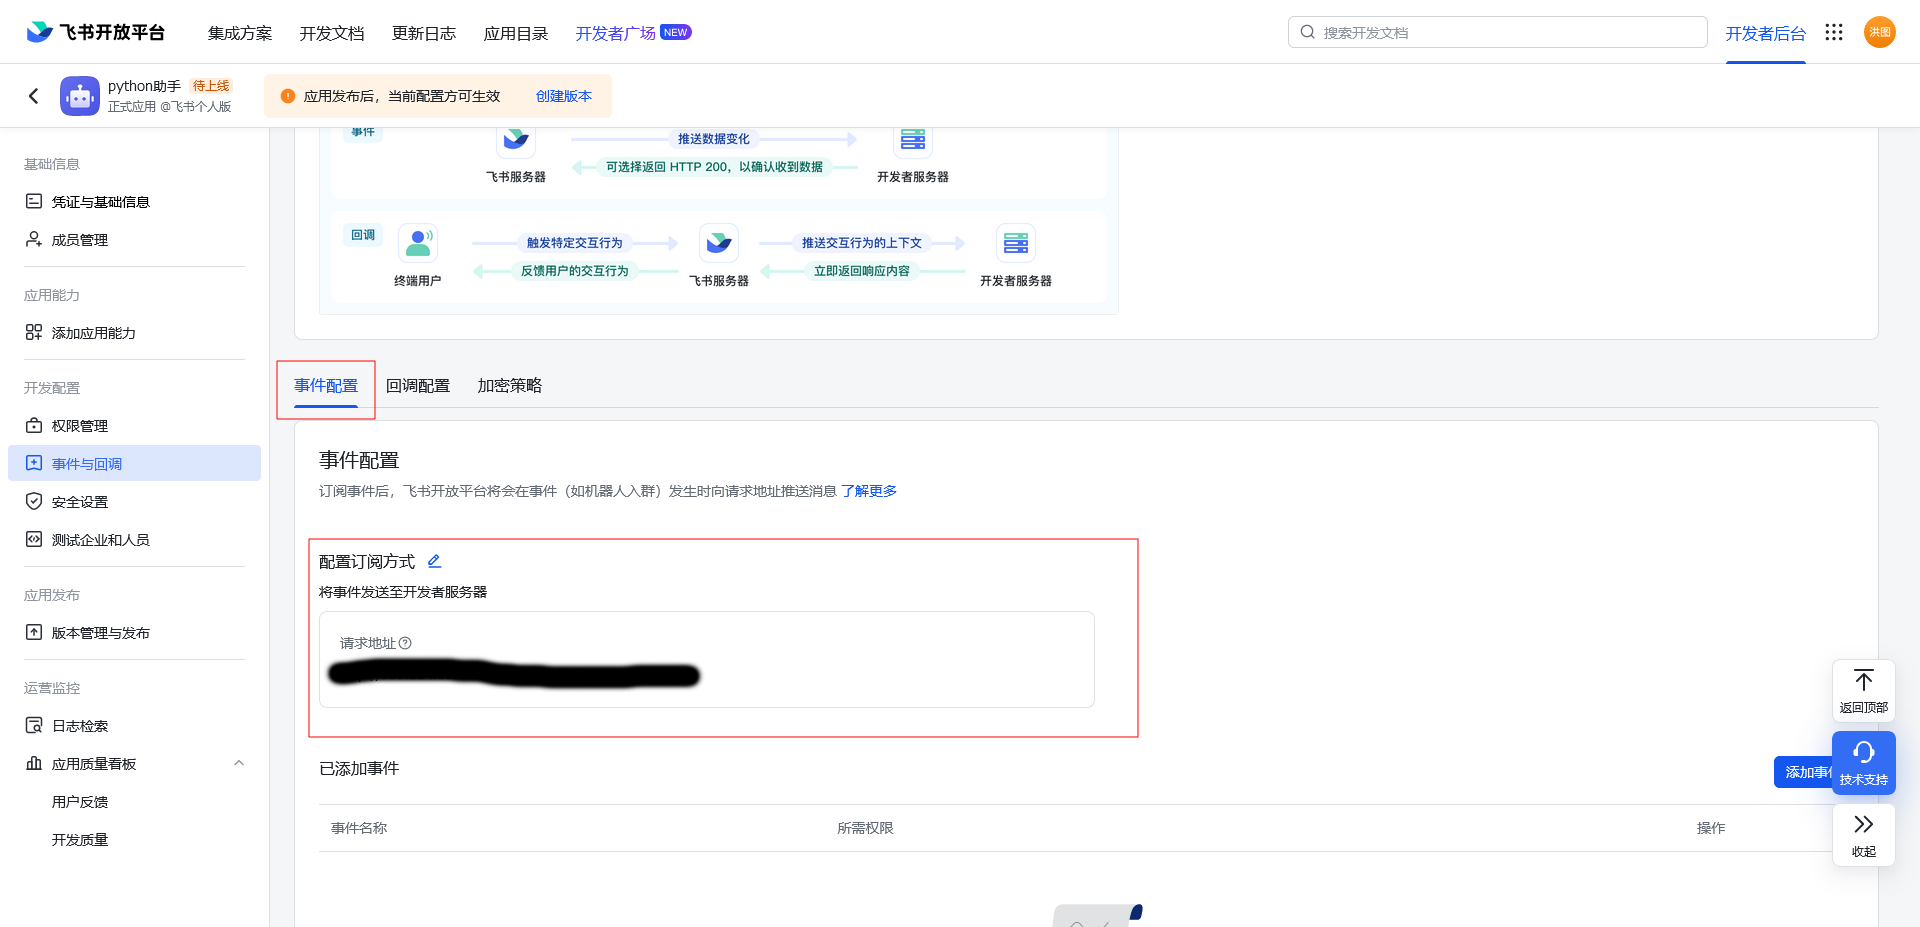 飞书开放平台
集成方案
开发文档
更新日志
应用目录
开发者广场 NEW
搜索开发文档
开发者后台
洪图
python助手 待上线
正式应用 @飞书个人版
应用发布后，当前配置方可生效 创建版本
基础信息
凭证与基础信息
成员管理
应用能力
添加应用能力
开发配置
权限管理
事件与回调
安全设置
测试企业和人员
应用发布
版本管理与发布
运营监控
日志检索
应用质量看板
用户反馈
开发质量
事件
推送数据变化
可选择返回 HTTP 200，以确认收到数据
飞书服务器
开发者服务器
回调
触发特定交互行为
推送交互行为的上下文
反馈用户的交互行为
立即返回响应内容
终端用户
飞书服务器
开发者服务器
事件配置
回调配置
加密策略
事件配置
订阅事件后，飞书开放平台将会在事件（如机器人入群）发生时向请求地址推送消息 了解更多
配置订阅方式
将事件发送至开发者服务器
请求地址
已添加事件
添加事
事件名称
所需权限
操作
返回顶部
技术支持
收起